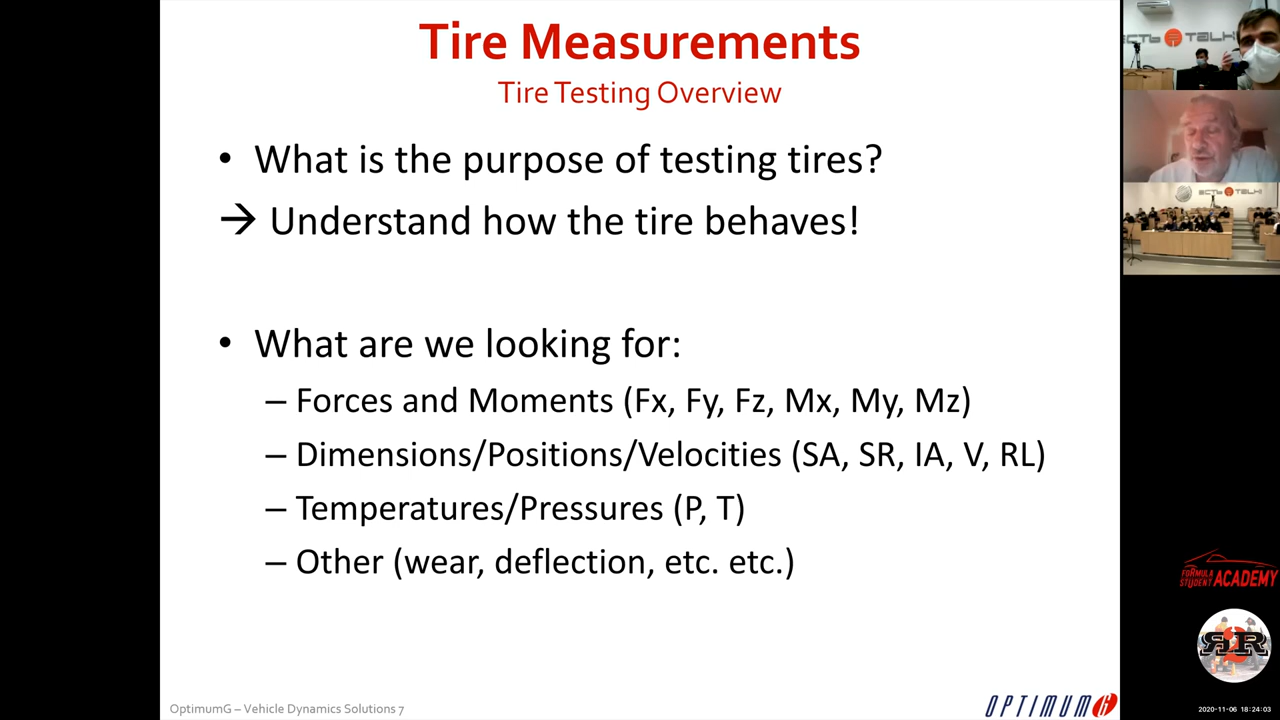 Tire Measurements
Tire Testing Overview
• What is the purpose of testing tires?
→ Understand how the tire behaves!
• What are we looking for:
– Forces and Moments (Fx, Fy, Fz, Mx, My, Mz)
– Dimensions/Positions/Velocities (SA, SR, IA, V, RL)
– Temperatures/Pressures (P, T)
– Other (wear, deflection, etc. etc.)
OptimumG – Vehicle Dynamics Solutions 7
OPTIMUMG
ЕСТЬ TALK!
FORMULA
STUDENT ACADEMY
2020-11-06 18:24:03